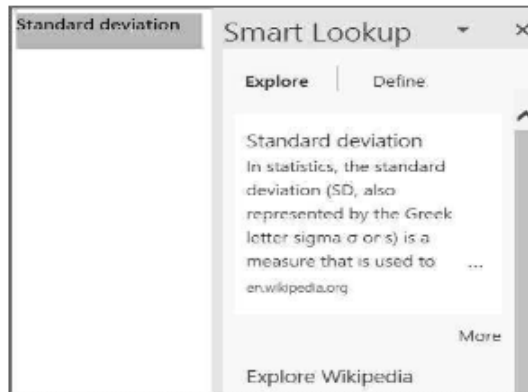 Standard deviation
Smart Lookup
Explore
Define
Standard deviation
In statistics, the standard
deviation (SD, also
represented by the Greek
letter sigma σ or s) is a
measure that is used to ...
en.wikipedia.org
More
Explore Wikipedia